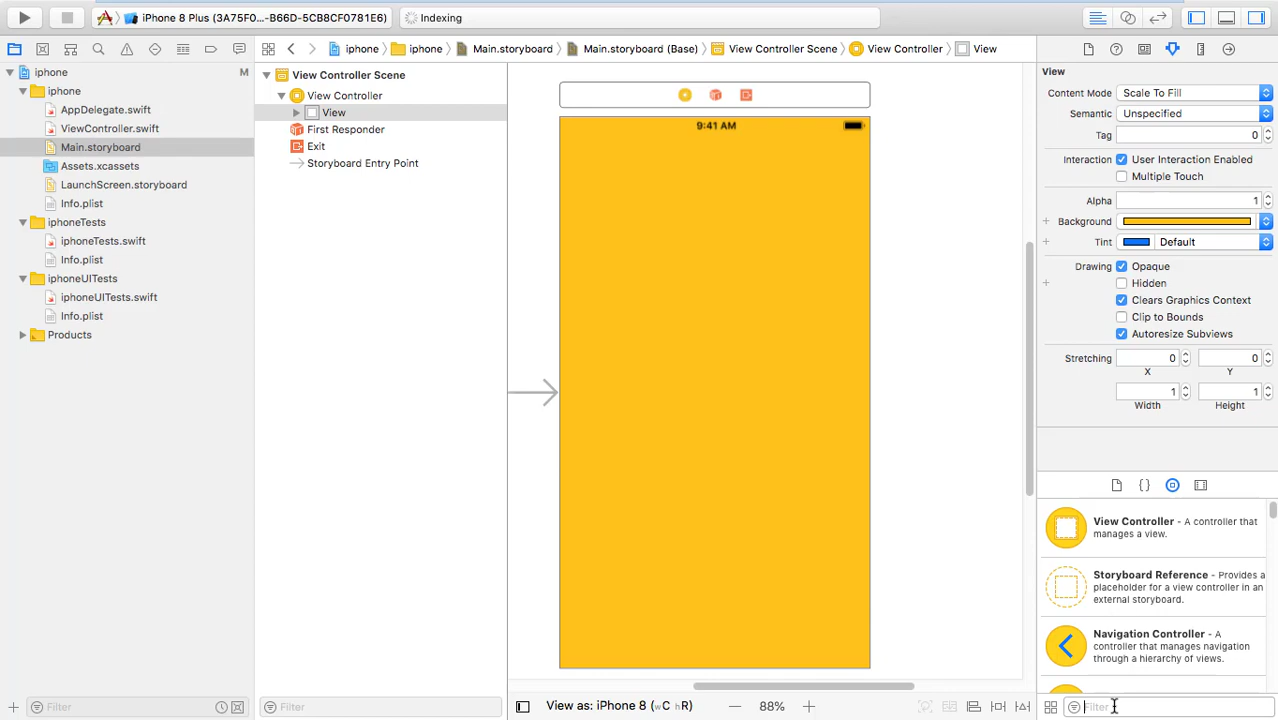 iPhone 8 Plus (3A75F0...-B66D-5CB8CF0781E6)
Indexing
iphone
iphone
Main.storyboard
Main.storyboard (Base)
View Controller Scene
View Controller
View
iphone
M
iphone
AppDelegate.swift
ViewController.swift
Main.storyboard
Assets.xcassets
LaunchScreen.storyboard
Info.plist
iphoneTests
iphoneTests.swift
Info.plist
iphoneUITests
iphoneUITests.swift
Info.plist
Products
Filter
View Controller Scene
View Controller
View
First Responder
Exit
Storyboard Entry Point
Filter
9:41 AM
View as: iPhone 8 (wC hR)
88%
View
Content Mode
Scale To Fill
Semantic
Unspecified
Tag
0
Interaction
User Interaction Enabled
Multiple Touch
Alpha
1
Background
Tint
Default
Drawing
Opaque
Hidden
Clears Graphics Context
Clip to Bounds
Autoresize Subviews
Stretching
0
0
X
Y
1
1
Width
Height
{ }
View Controller - A controller that
manages a view.
Storyboard Reference - Provides a
placeholder for a view controller in an
external storyboard.
Navigation Controller - A
controller that manages navigation
through a hierarchy of views.
Filter